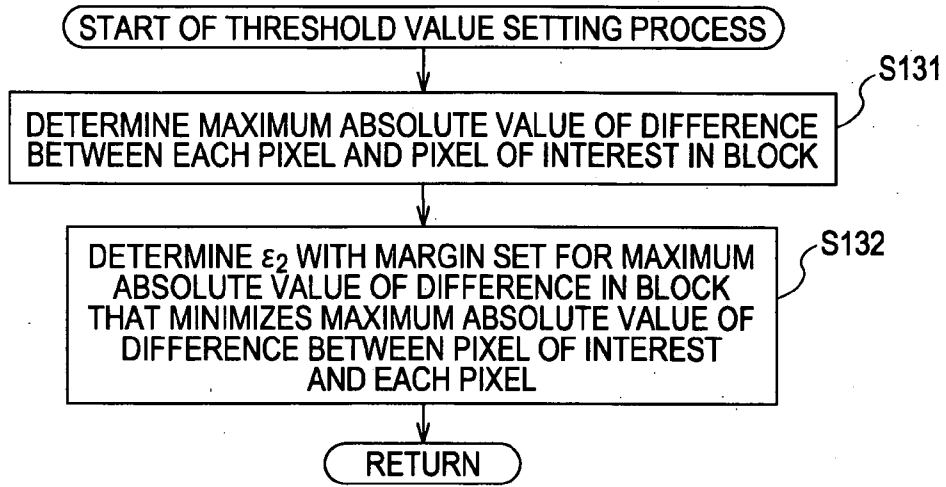 START OF THRESHOLD VALUE SETTING PROCESS
S131
DETERMINE MAXIMUM ABSOLUTE VALUE OF DIFFERENCE
BETWEEN EACH PIXEL AND PIXEL OF INTEREST IN BLOCK
S132
DETERMINE ε₂ WITH MARGIN SET FOR MAXIMUM
ABSOLUTE VALUE OF DIFFERENCE IN BLOCK
THAT MINIMIZES MAXIMUM ABSOLUTE VALUE OF
DIFFERENCE BETWEEN PIXEL OF INTEREST
AND EACH PIXEL
RETURN